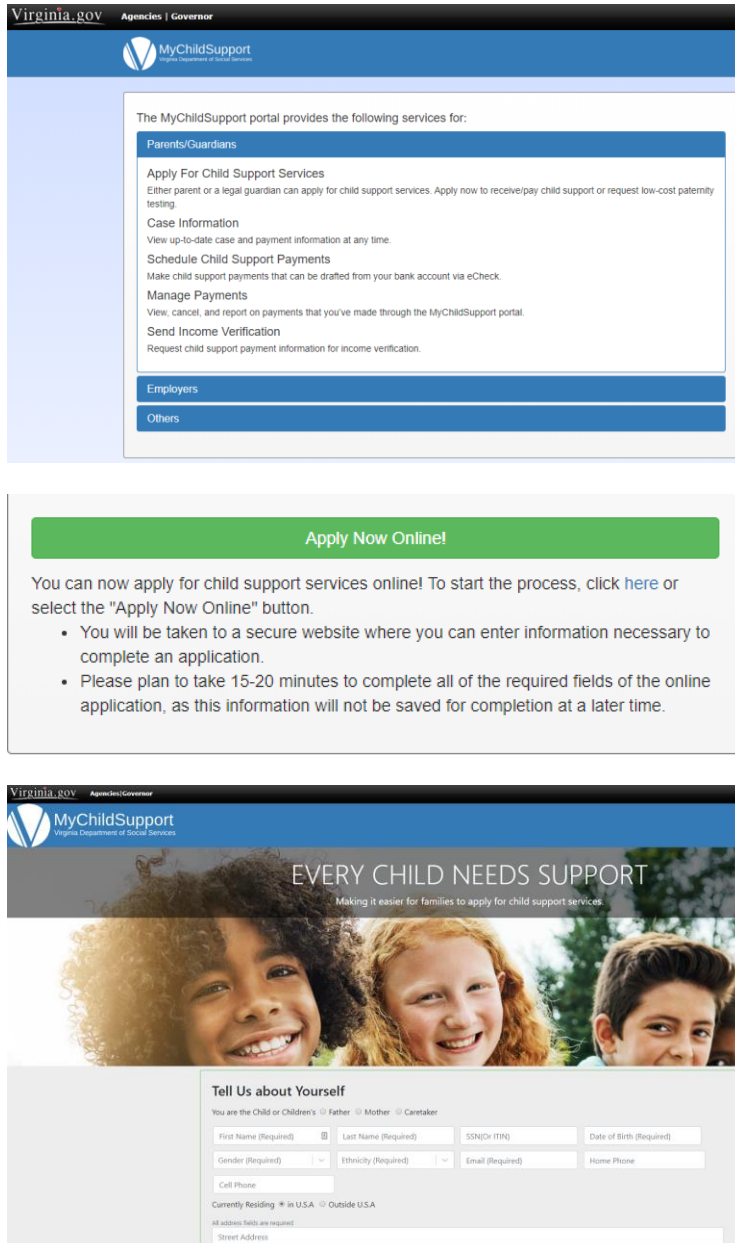 Virginia.gov Agencies | Governor
MyChildSupport
Virginia Department of Social Services
The MyChildSupport portal provides the following services for:
Parents/Guardians
Apply For Child Support Services
Either parent or a legal guardian can apply for child support services. Apply now to receive/pay child support or request low-cost paternity
testing.
Case Information
View up-to-date case and payment information at any time.
Schedule Child Support Payments
Make child support payments that can be drafted from your bank account via eCheck.
Manage Payments
View, cancel, and report on payments that you've made through the MyChildSupport portal.
Send Income Verification
Request child support payment information for income verification.
Employers
Others
Apply Now Online!
You can now apply for child support services online! To start the process, click here or
select the "Apply Now Online" button.
• You will be taken to a secure website where you can enter information necessary to
complete an application.
• Please plan to take 15-20 minutes to complete all of the required fields of the online
application, as this information will not be saved for completion at a later time.
Virginia.gov Agencies|Governor
MyChildSupport
Virginia Department of Social Services
EVERY CHILD NEEDS SUPPORT
Making it easier for families to apply for child support services.
Tell Us about Yourself
You are the Child or Children's Father Mother Caretaker
First Name (Required) Last Name (Required) SSN(Or ITIN) Date of Birth (Required)
Gender (Required) Ethnicity (Required) Email (Required) Home Phone
Cell Phone
Currently Residing in U.S.A Outside U.S.A
All address fields are required
Street Address